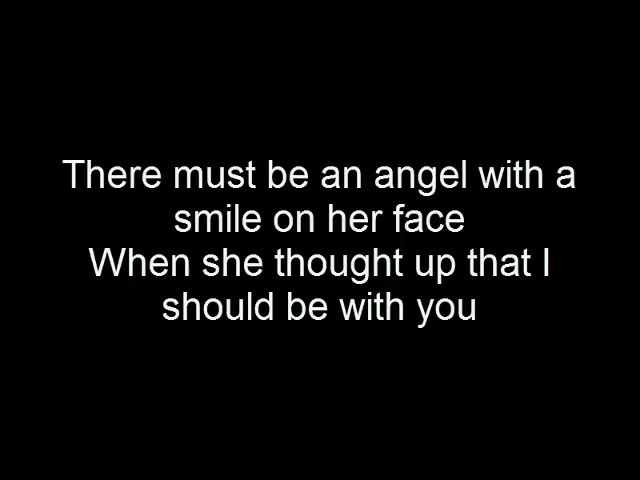 There must be an angel with a
smile on her face
When she thought up that I
should be with you